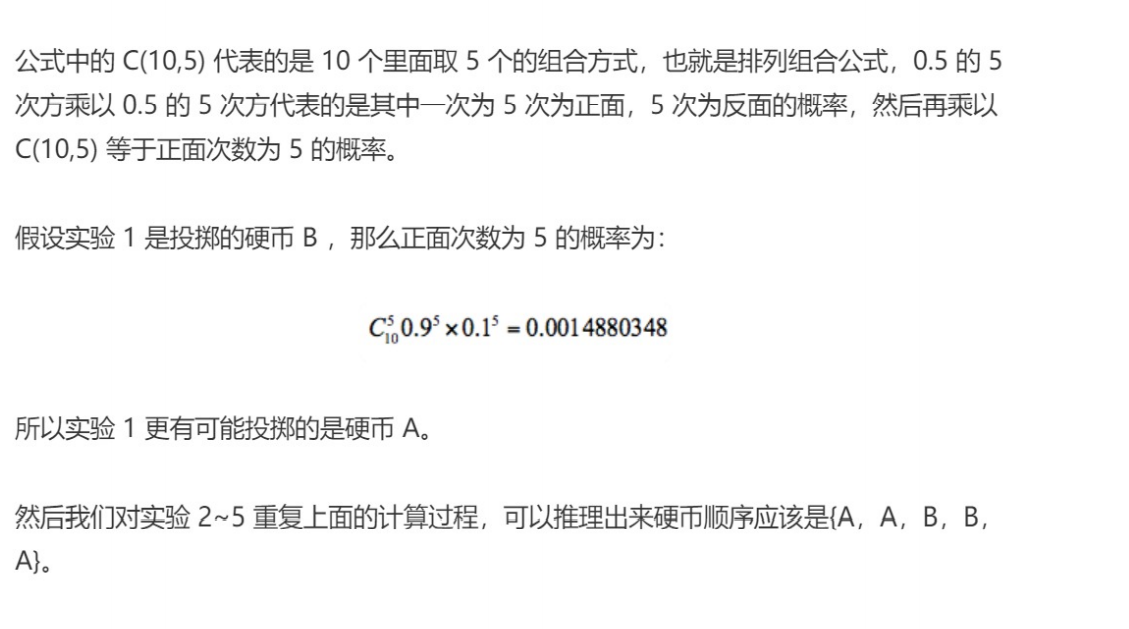 公式中的 C(10,5) 代表的是 10 个里面取 5 个的组合方式，也就是排列组合公式，0.5 的 5
次方乘以 0.5 的 5 次方代表的是其中一次为 5 次为正面，5 次为反面的概率，然后再乘以
C(10,5) 等于正面次数为 5 的概率。
假设实验 1 是投掷的硬币 B ，那么正面次数为 5 的概率为：
$C_{10}^{5} 0.9^5 \times 0.1^5 = 0.0014880348$
所以实验 1 更有可能投掷的是硬币 A。
然后我们对实验 2~5 重复上面的计算过程，可以推理出来硬币顺序应该是{A，A，B，B，
A}。